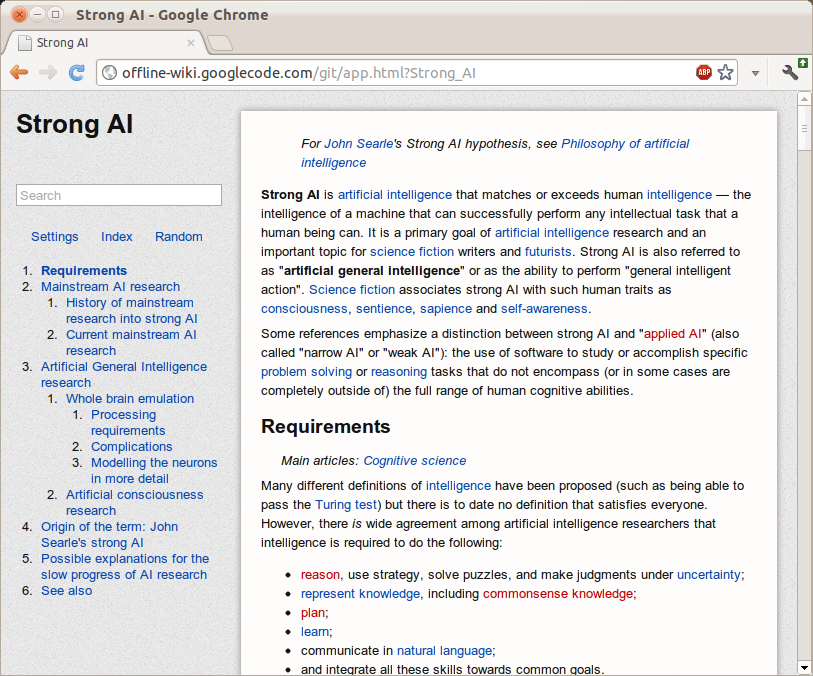 Strong AI - Google Chrome
Strong AI
offline-wiki.googlecode.com/git/app.html?Strong_AI
ABP
Strong AI
Search
Settings Index Random
1. Requirements
2. Mainstream AI research
1. History of mainstream
research into strong AI
2. Current mainstream AI
research
3. Artificial General Intelligence
research
1. Whole brain emulation
1. Processing
requirements
2. Complications
3. Modelling the neurons
in more detail
2. Artificial consciousness
research
4. Origin of the term: John
Searle's strong AI
5. Possible explanations for the
slow progress of AI research
6. See also
For John Searle's Strong AI hypothesis, see Philosophy of artificial
intelligence
Strong AI is artificial intelligence that matches or exceeds human intelligence — the
intelligence of a machine that can successfully perform any intellectual task that a
human being can. It is a primary goal of artificial intelligence research and an
important topic for science fiction writers and futurists. Strong AI is also referred to
as "artificial general intelligence" or as the ability to perform "general intelligent
action". Science fiction associates strong AI with such human traits as
consciousness, sentience, sapience and self-awareness.
Some references emphasize a distinction between strong AI and "applied AI" (also
called "narrow AI" or "weak AI"): the use of software to study or accomplish specific
problem solving or reasoning tasks that do not encompass (or in some cases are
completely outside of) the full range of human cognitive abilities.
Requirements
Main articles: Cognitive science
Many different definitions of intelligence have been proposed (such as being able to
pass the Turing test) but there is to date no definition that satisfies everyone.
However, there is wide agreement among artificial intelligence researchers that
intelligence is required to do the following:
• reason, use strategy, solve puzzles, and make judgments under uncertainty;
• represent knowledge, including commonsense knowledge;
• plan;
• learn;
• communicate in natural language;
• and integrate all these skills towards common goals.